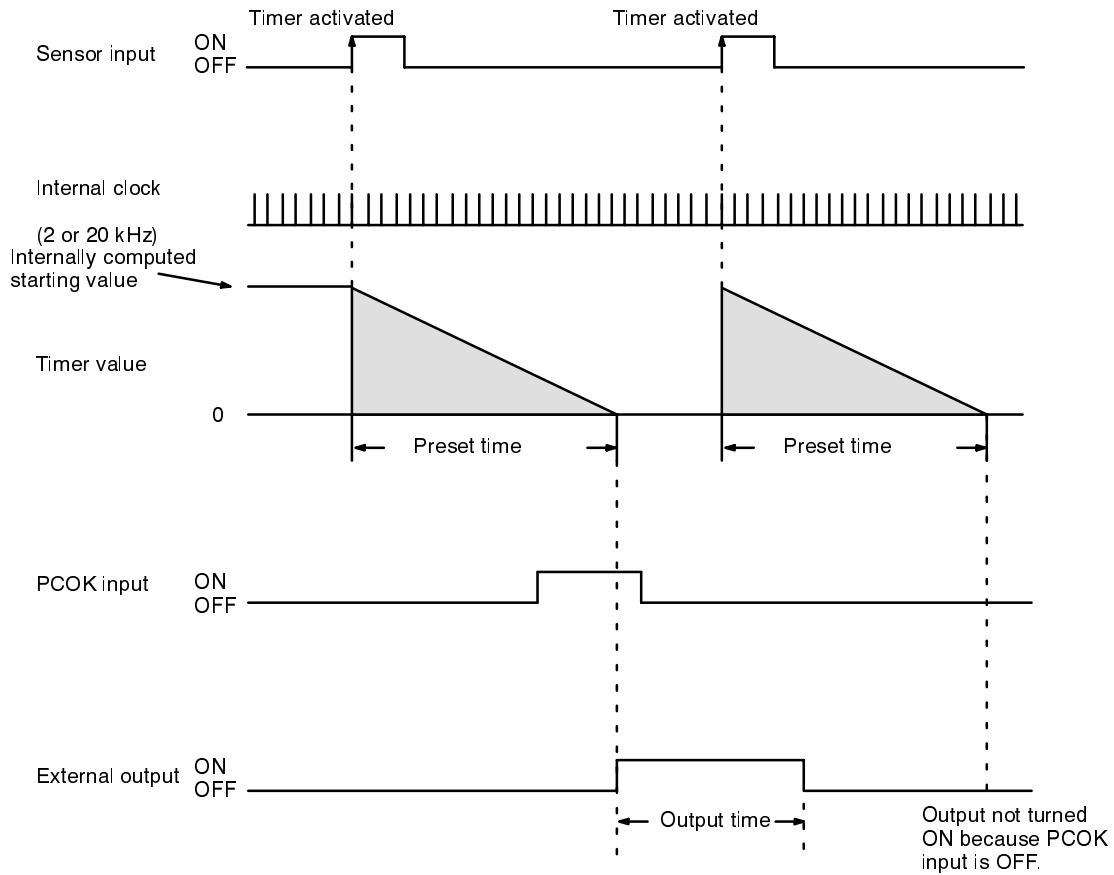 Timer activated
Timer activated
Sensor input
ON
OFF
Internal clock
(2 or 20 kHz)
Internally computed
starting value
Timer value
0
Preset time
Preset time
PCOK input
ON
OFF
External output
ON
OFF
Output time
Output not turned
ON because PCOK
input is OFF.